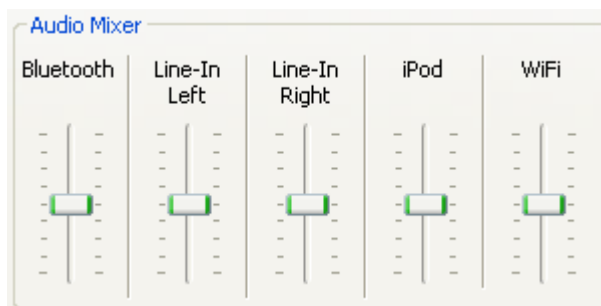 Audio Mixer
Bluetooth
Line-In
Left
Line-In
Right
iPod
WiFi